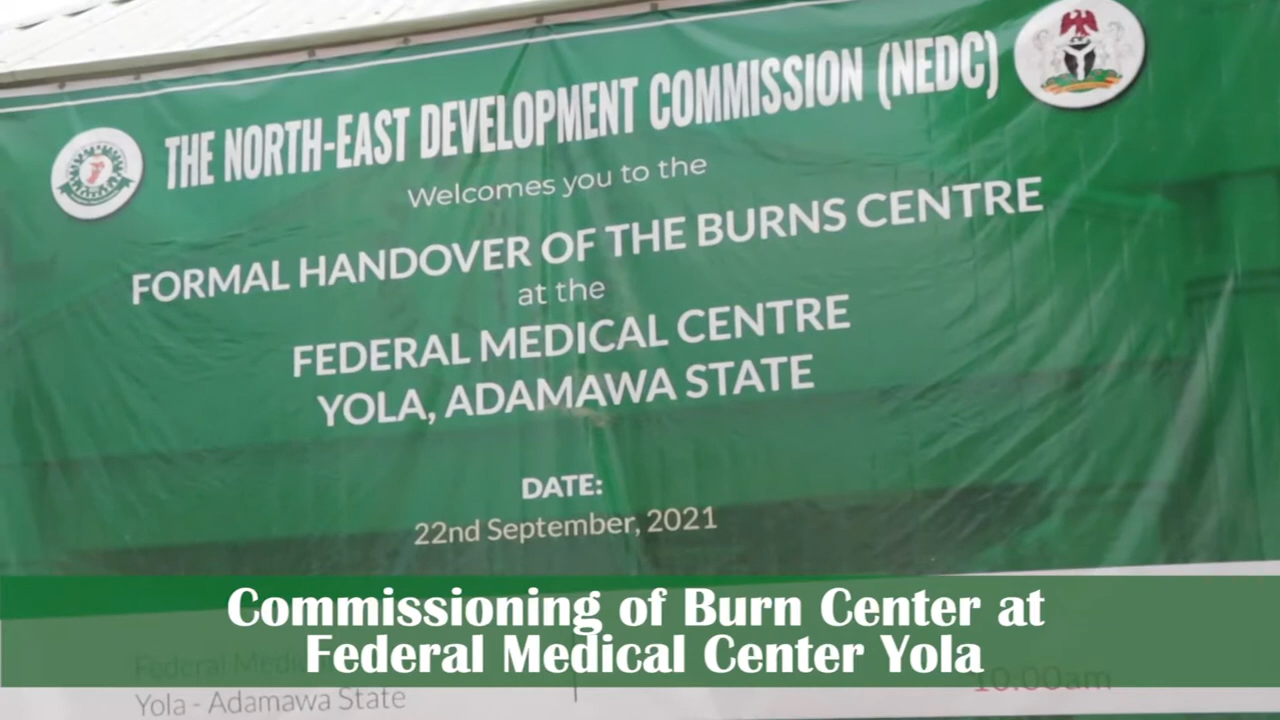 THE NORTH-EAST DEVELOPMENT COMMISSION (NEDC)
Welcomes you to the
FORMAL HANDOVER OF THE BURNS CENTRE
at the
FEDERAL MEDICAL CENTRE
YOLA, ADAMAWA STATE
DATE:
22nd September, 2021
Commissioning of Burn Center at
Federal Medical Center Yola
Federal Medi
10.00am
Yola - Adamawa State